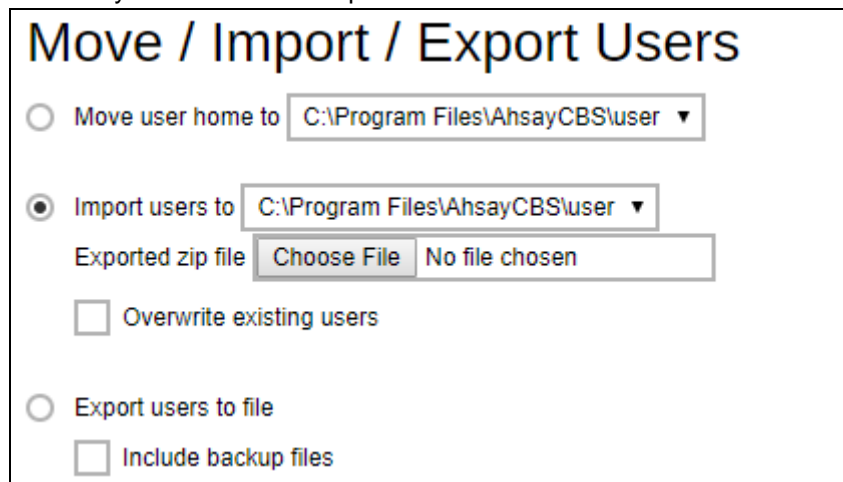 Move / Import / Export Users
Move user home to C:\Program Files\AhsayCBS\user
Import users to C:\Program Files\AhsayCBS\user
Exported zip file Choose File No file chosen
Overwrite existing users
Export users to file
Include backup files